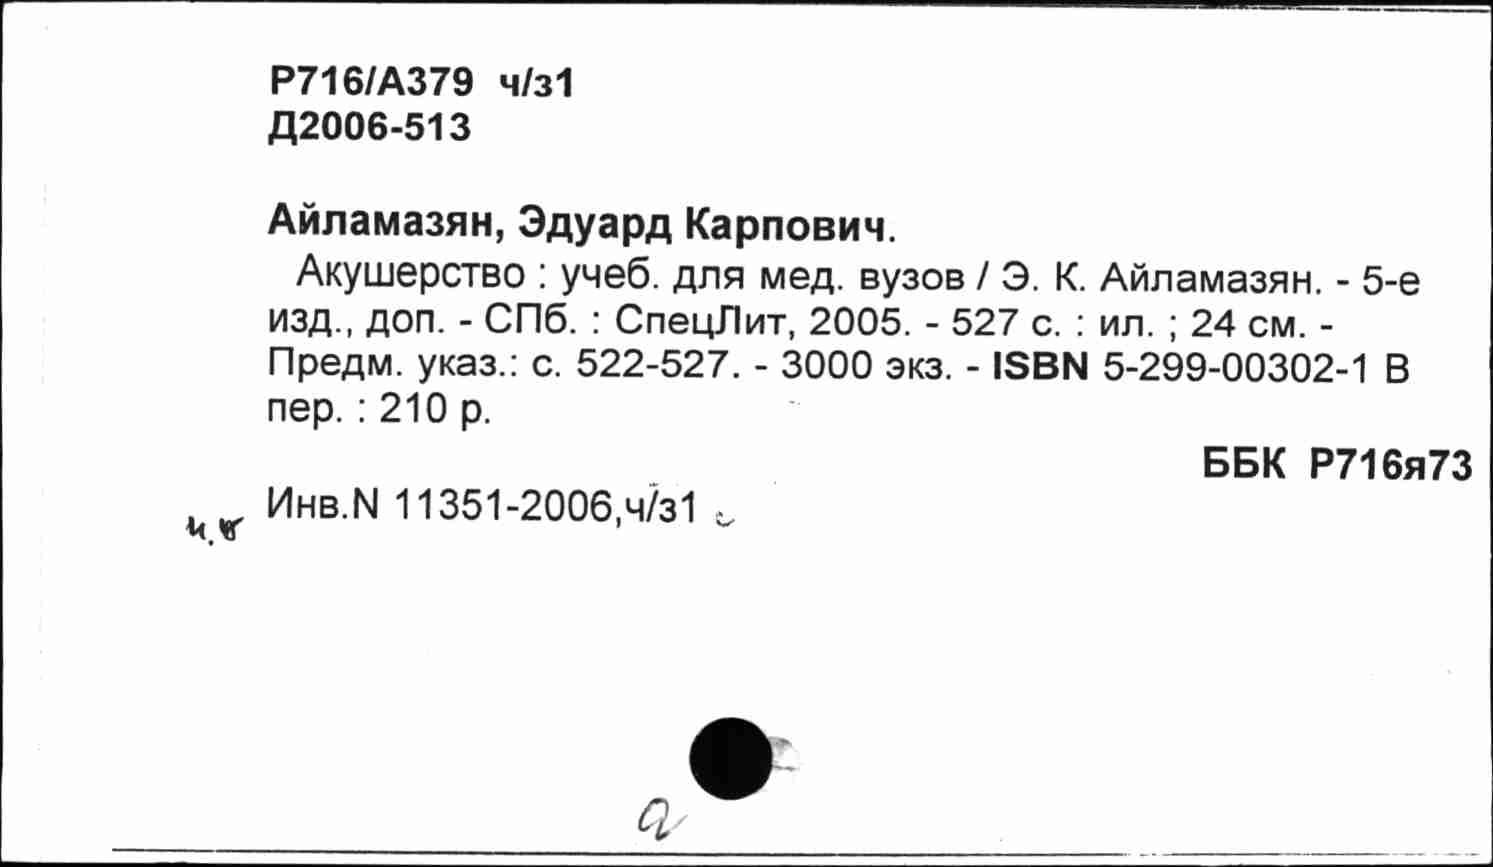 Р716/А379 ч/з1
Д2006-513
Айламазян, Эдуард Карпович.
Акушерство : учеб. для мед. вузов / Э. К. Айламазян. - 5-е
изд., доп. - СПб. : СпецЛит, 2005. - 527 с. : ил. ; 24 см. -
Предм. указ.: с. 522-527. - 3000 экз. - ISBN 5-299-00302-1 В
пер. : 210 р.
ББК Р716я73
Инв.N 11351-2006,ч/з1